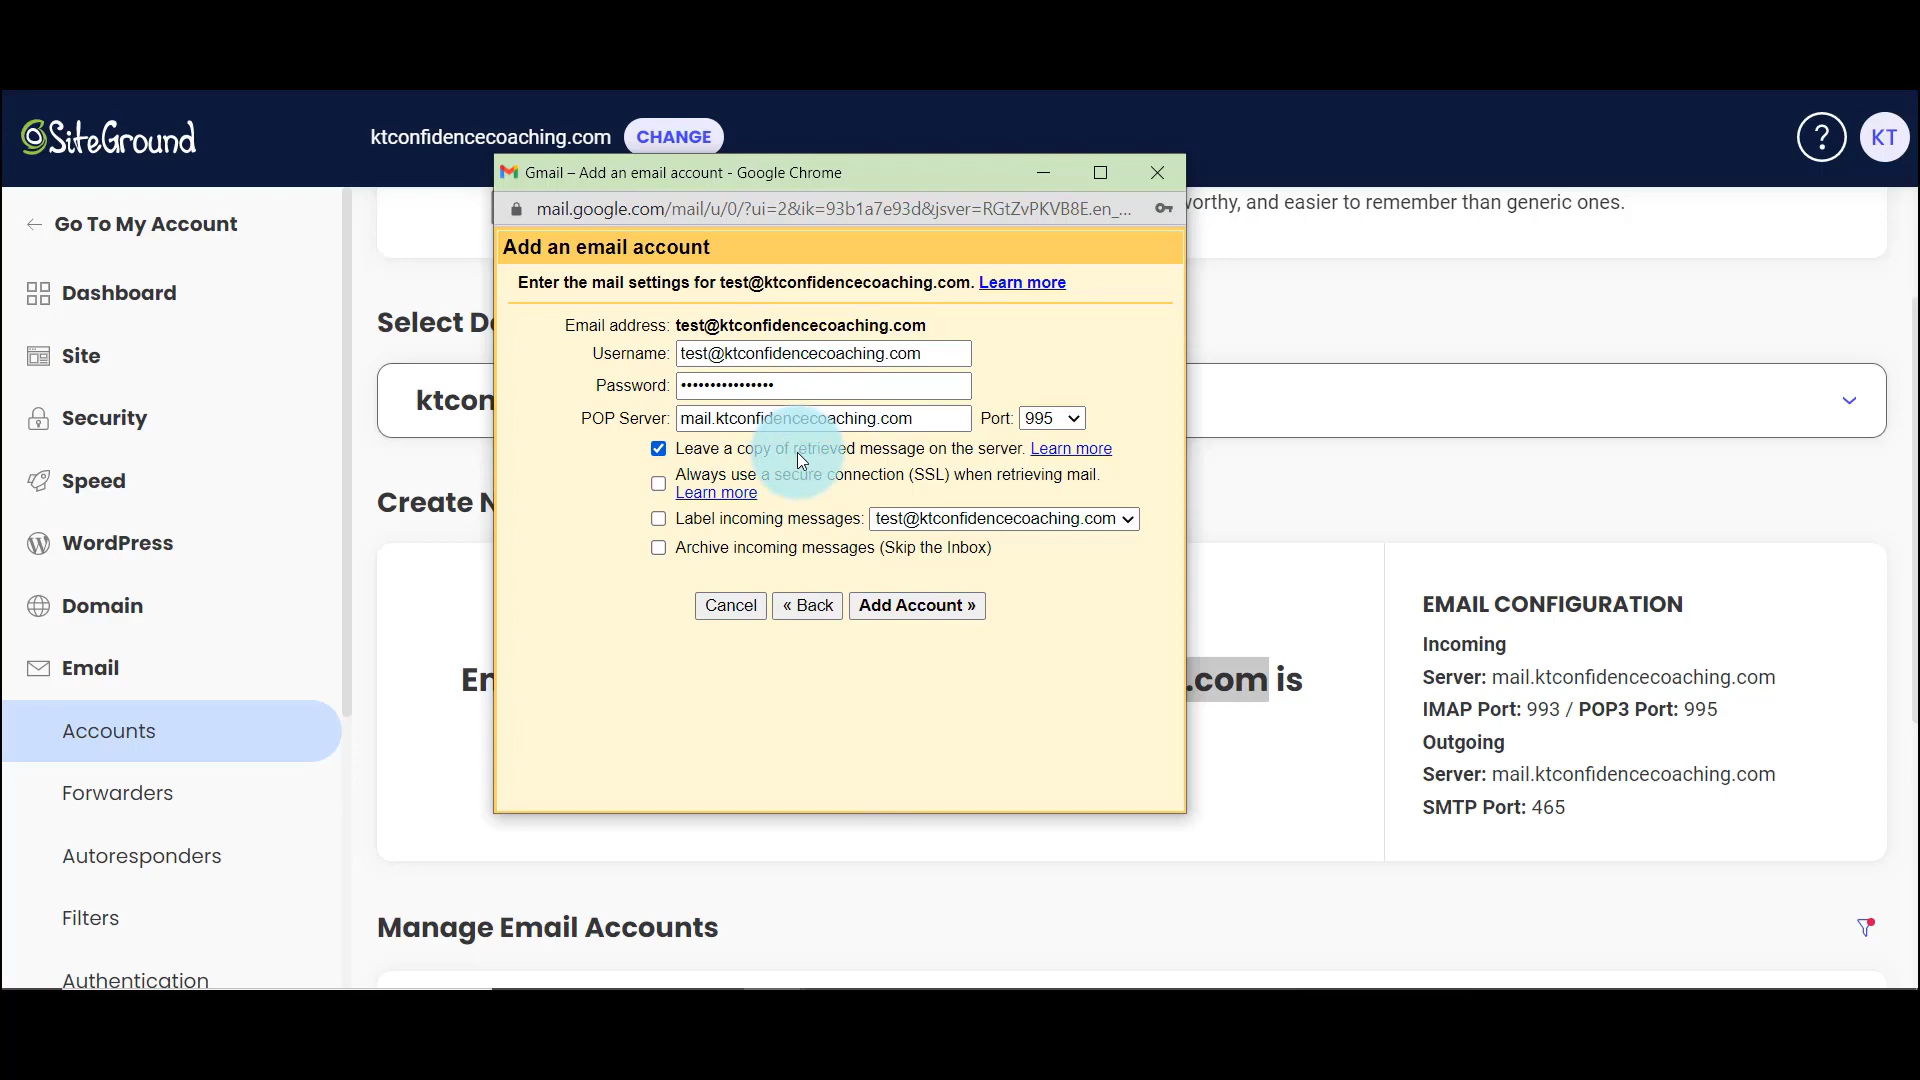 SiteGround
ktconfidencecoaching.com
CHANGE
?
KT
Go To My Account
Dashboard
Site
Security
Speed
WordPress
Domain
Email
Accounts
Forwarders
Autoresponders
Filters
Authentication
worthy, and easier to remember than generic ones.
Select D
ktcon
Create N
En
.com is
Gmail – Add an email account - Google Chrome
mail.google.com/mail/u/0/?ui=2&ik=93b1a7e93d&jsver=RGtZvPKVB8E.en_...
Add an email account
Enter the mail settings for test@ktconfidencecoaching.com. Learn more
Email address: test@ktconfidencecoaching.com
Username: test@ktconfidencecoaching.com
Password: ••••••••••••••••
POP Server: mail.ktconfidencecoaching.com Port: 995
Leave a copy of retrieved message on the server. Learn more
Always use a secure connection (SSL) when retrieving mail.
Learn more
Label incoming messages: test@ktconfidencecoaching.com
Archive incoming messages (Skip the Inbox)
Cancel
« Back
Add Account »
EMAIL CONFIGURATION
Incoming
Server: mail.ktconfidencecoaching.com
IMAP Port: 993 / POP3 Port: 995
Outgoing
Server: mail.ktconfidencecoaching.com
SMTP Port: 465
Manage Email Accounts